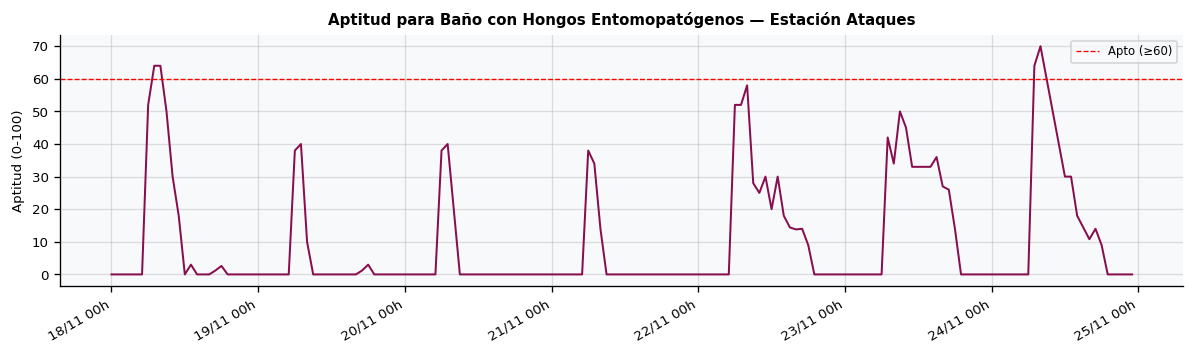 Aptitud para Baño con Hongos Entomopatógenos — Estación Ataques
Apto (≥60)
Aptitud (0-100)
70
60
50
40
30
20
10
0
18/11 00h
19/11 00h
20/11 00h
21/11 00h
22/11 00h
23/11 00h
24/11 00h
25/11 00h